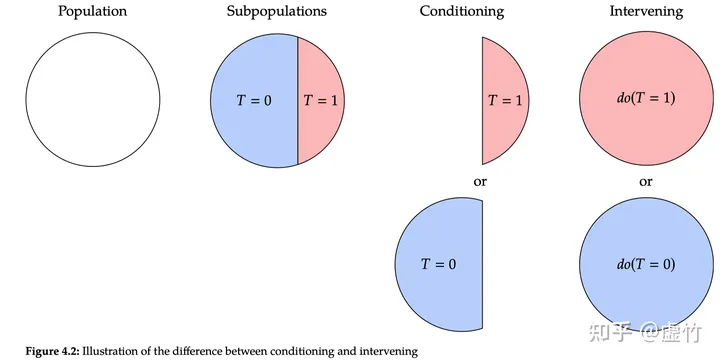 Population
Subpopulations
Conditioning
Intervening
T = 0
T = 1
T = 1
do(T = 1)
or
or
T = 0
do(T = 0)
知乎 @虚竹
Figure 4.2: Illustration of the difference between conditioning and intervening